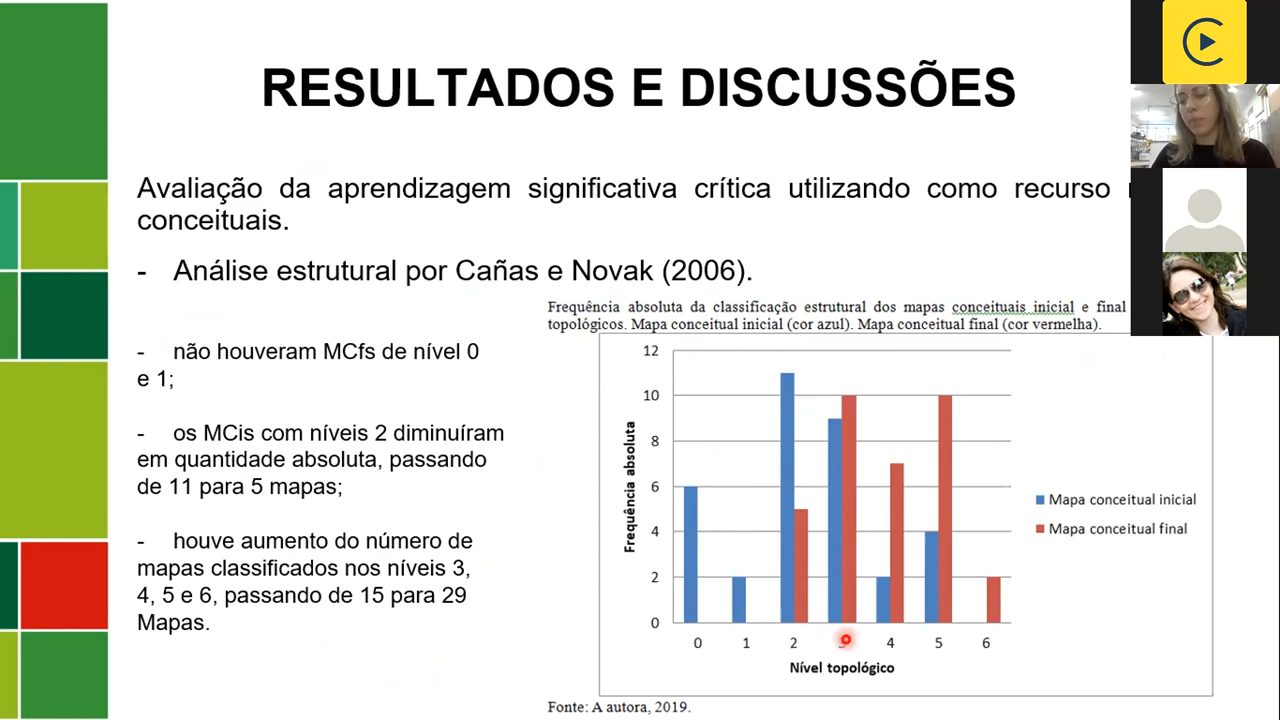 RESULTADOS E DISCUSSÕES
Avaliação da aprendizagem significativa crítica utilizando como recurso
conceituais.
- Análise estrutural por Cañas e Novak (2006).
Frequência absoluta da classificação estrutural dos mapas conceituais inicial e final
topológicos. Mapa conceitual inicial (cor azul). Mapa conceitual final (cor vermelha).
- não houveram MCfs de nível 0
e 1;
- os MCis com níveis 2 diminuíram
em quantidade absoluta, passando
de 11 para 5 mapas;
- houve aumento do número de
mapas classificados nos níveis 3,
4, 5 e 6, passando de 15 para 29
Mapas.
Frequência absoluta
12
10
8
6
4
2
0
0 1 2 4 5 6
Nível topológico
Mapa conceitual inicial
Mapa conceitual final
Fonte: A autora, 2019.